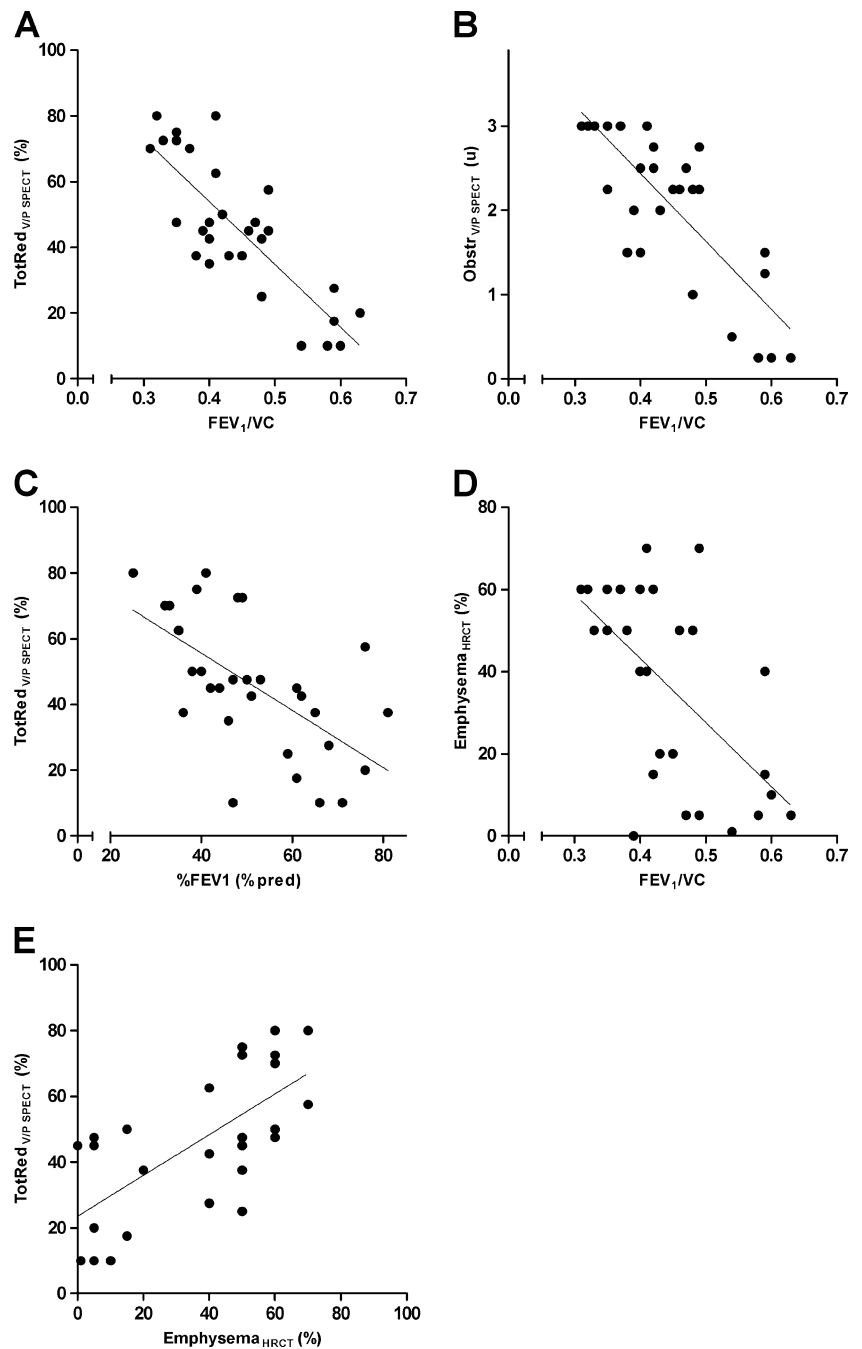 A
100
80
60
40
20
0
TotRed V/P SPECT (%)
0.0 0.3 0.4 0.5 0.6 0.7
FEV1/VC
B
3
2
1
0
Obstr V/P SPECT (u)
0.0 0.3 0.4 0.5 0.6 0.7
FEV1/VC
C
100
80
60
40
20
0
TotRed V/P SPECT (%)
0.0 20 40 60 80
%FEV1 (% pred)
D
80
60
40
20
0
Emphysema HRCT (%)
0.0 0.3 0.4 0.5 0.6 0.7
FEV1/VC
E
100
80
60
40
20
0
TotRed V/P SPECT (%)
0 20 40 60 80 100
Emphysema HRCT (%)